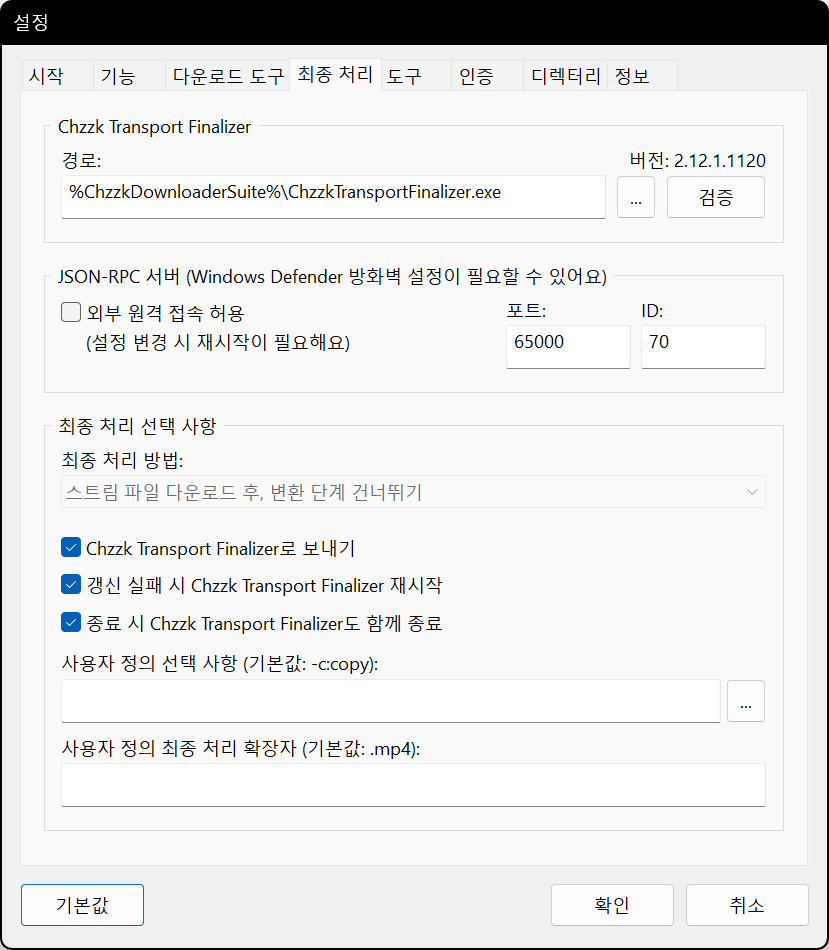 설정
시작 기능 다운로드 도구 최종 처리 도구 인증 디렉터리 정보
Chzzk Transport Finalizer
경로: 버전: 2.12.1.1120
%ChzzkDownloaderSuite%\ChzzkTransportFinalizer.exe ... 검증
JSON-RPC 서버 (Windows Defender 방화벽 설정이 필요할 수 있어요)
외부 원격 접속 허용 포트: ID:
(설정 변경 시 재시작이 필요해요) 65000 70
최종 처리 선택 사항
최종 처리 방법:
스트림 파일 다운로드 후, 변환 단계 건너뛰기
Chzzk Transport Finalizer로 보내기
갱신 실패 시 Chzzk Transport Finalizer 재시작
종료 시 Chzzk Transport Finalizer도 함께 종료
사용자 정의 선택 사항 (기본값: -c:copy):
...
사용자 정의 최종 처리 확장자 (기본값: .mp4):
기본값 확인 취소